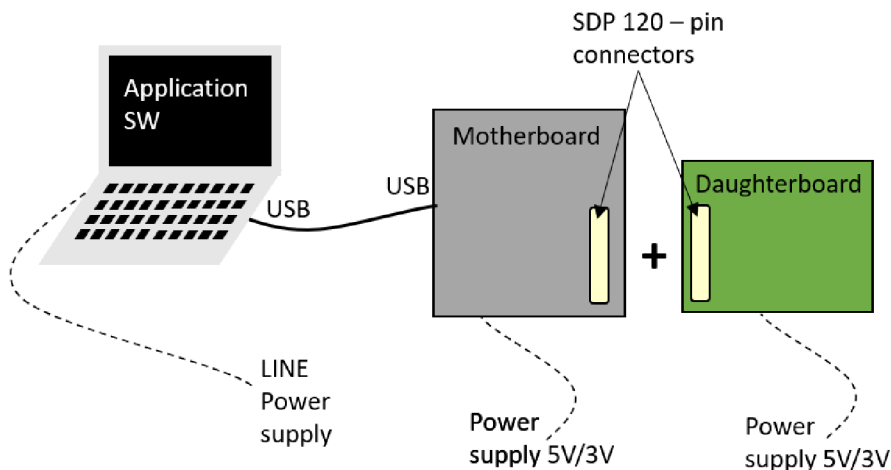 SDP 120 – pin
connectors
Application
SW
Motherboard
Daughterboard
USB
USB
LINE
Power
supply
Power
supply 5V/3V
Power
supply 5V/3V